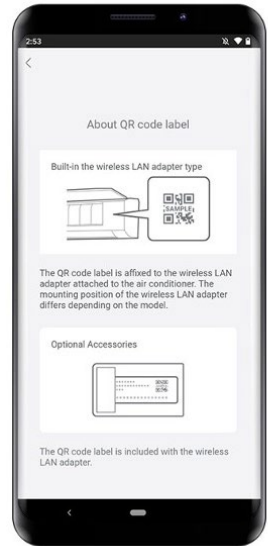 2:53
About QR code label
Built-in the wireless LAN adapter type
SAMPLE
The QR code label is affixed to the wireless LAN
adapter attached to the air conditioner. The
mounting position of the wireless LAN adapter
differs depending on the model.
Optional Accessories
The QR code label is included with the wireless
LAN adapter.